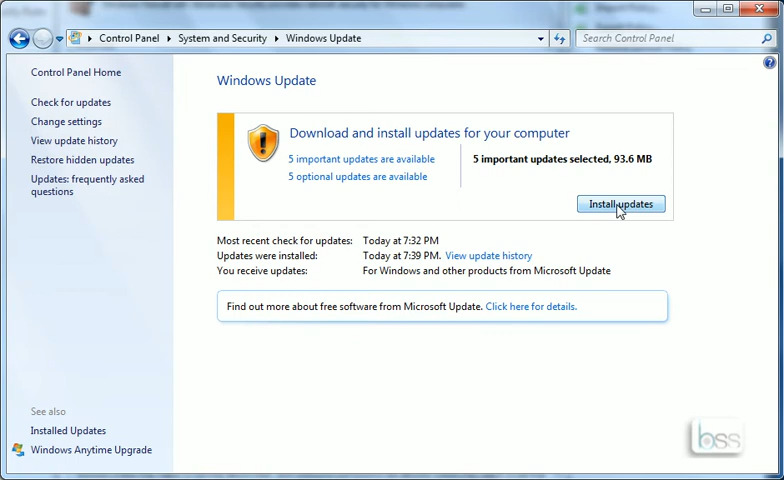 Control Panel
System and Security
Windows Update
Search Control Panel
Control Panel Home
Check for updates
Change settings
View update history
Restore hidden updates
Updates: frequently asked
questions
Windows Update
Download and install updates for your computer
5 important updates are available
5 optional updates are available
5 important updates selected, 93.6 MB
Install updates
Most recent check for updates: Today at 7:32 PM
Updates were installed: Today at 7:39 PM. View update history
You receive updates: For Windows and other products from Microsoft Update
Find out more about free software from Microsoft Update. Click here for details.
See also
Installed Updates
Windows Anytime Upgrade
bss